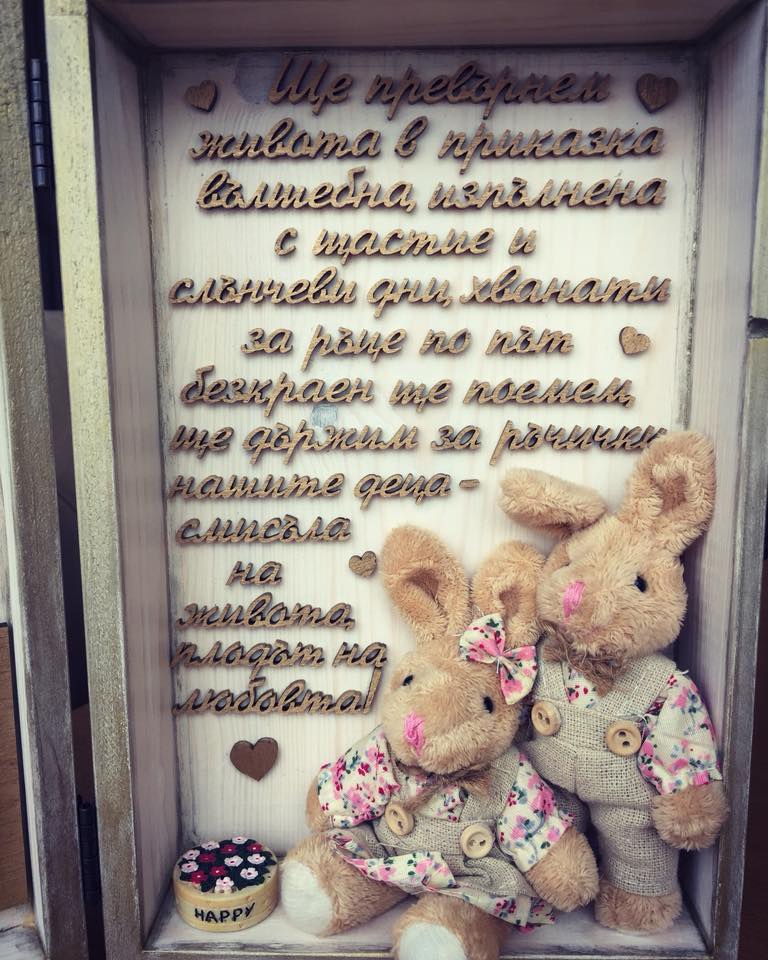 Ще превърнем
живота в приказка
вълшебна, изпълнена
с щастие и
слънчеви дни, хванати
за ръце по път
безкраен ще поемем,
ще държим за ръчички
нашите деца-
смисъла
на
живота,
плодът на
любовта!
HAPPY